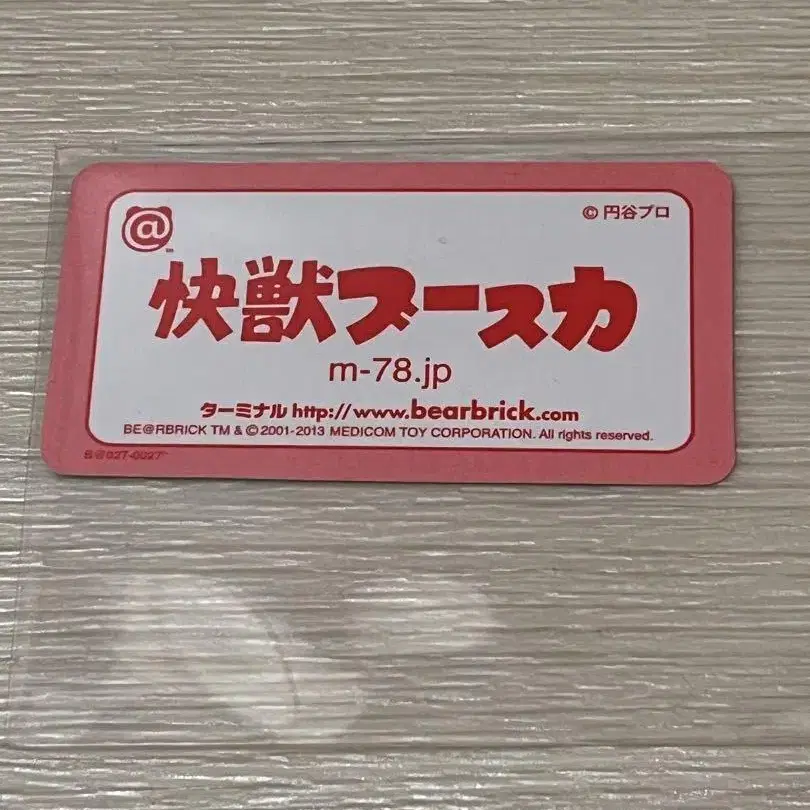 @
© 円谷プロ
快獣ブースカ
m-78.jp
ターミナル http://www.bearbrick.com
BE@RBRICK TM & © 2001-2013 MEDICOM TOY CORPORATION. All rights reserved.